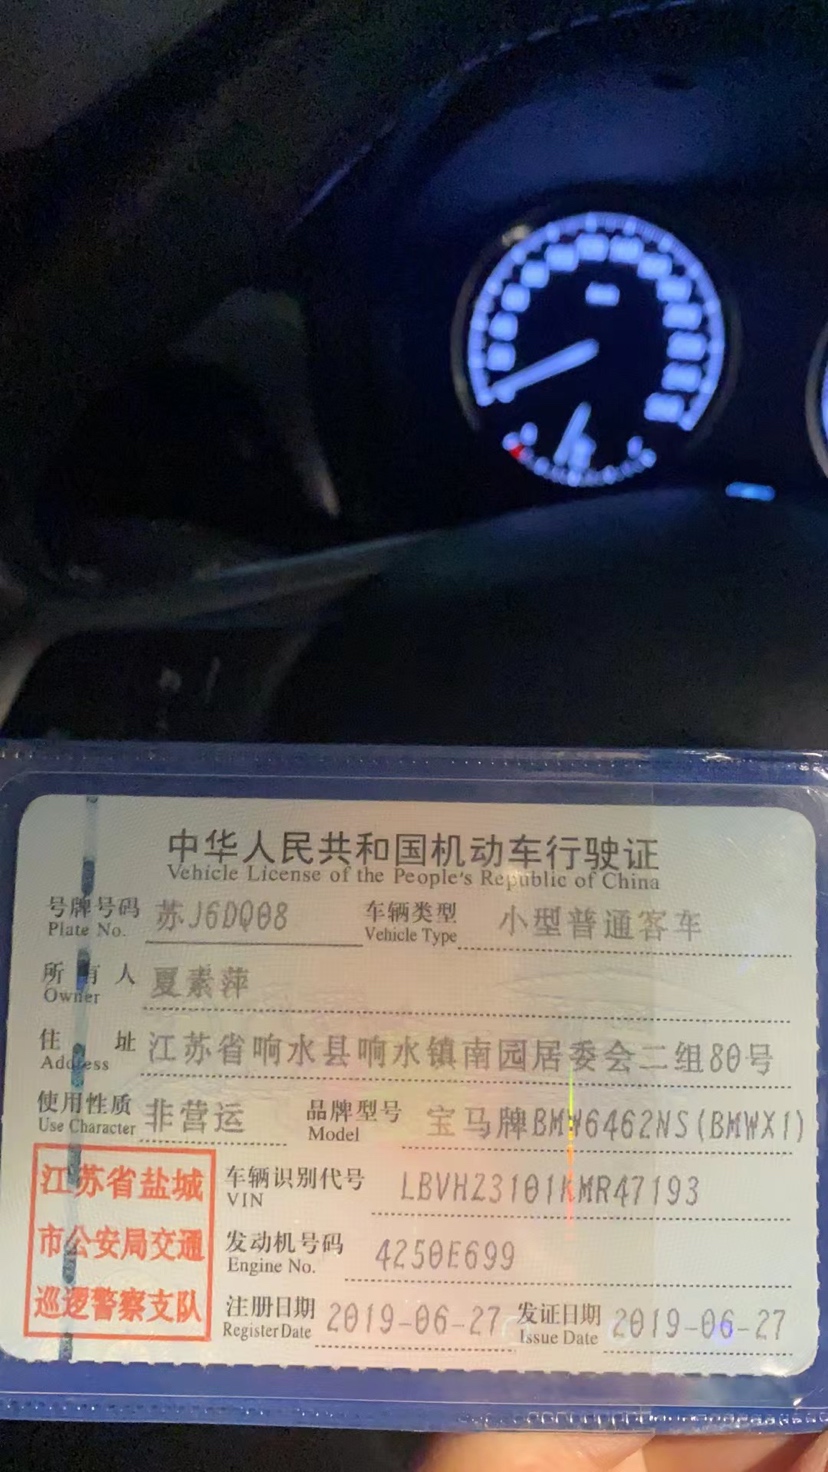 中华人民共和国机动车行驶证
Vehicle License of the People's Republic of China
号牌号码 苏J6DQ08 车辆类型 小型普通客车
Plate No. Vehicle Type
所有人 夏素萍
Owner
住址 江苏省响水县响水镇南园居委会二组80号
Address
使用性质 非营运 品牌型号 宝马牌BMW6462NS(BMWX1)
Use Character Model
江苏省盐城
市公安局交通
巡逻警察支队
车辆识别代号 LBVHZ3101KMR47193
VIN
发动机号码 4250E699
Engine No.
注册日期 2019-06-27 发证日期 2019-06-27
Register Date Issue Date